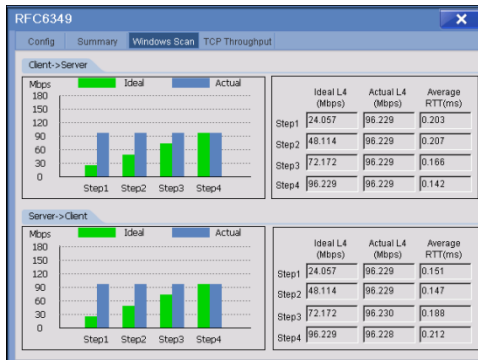 RFC6349
Config Summary Windows Scan TCP Throughput
Client->Server
Mbps Ideal Actual
180
150
120
90
60
30
0
Step1 Step2 Step3 Step4
Ideal L4 (Mbps) Actual L4 (Mbps) Average RTT(ms)
Step1 24.057 96.229 0.203
Step2 48.114 96.229 0.207
Step3 72.172 96.229 0.166
Step4 96.229 96.229 0.142
Server->Client
Mbps Ideal Actual
180
150
120
90
60
30
0
Step1 Step2 Step3 Step4
Ideal L4 (Mbps) Actual L4 (Mbps) Average RTT(ms)
Step1 24.057 96.229 0.151
Step2 48.114 96.229 0.147
Step3 72.172 96.230 0.188
Step4 96.229 96.228 0.212